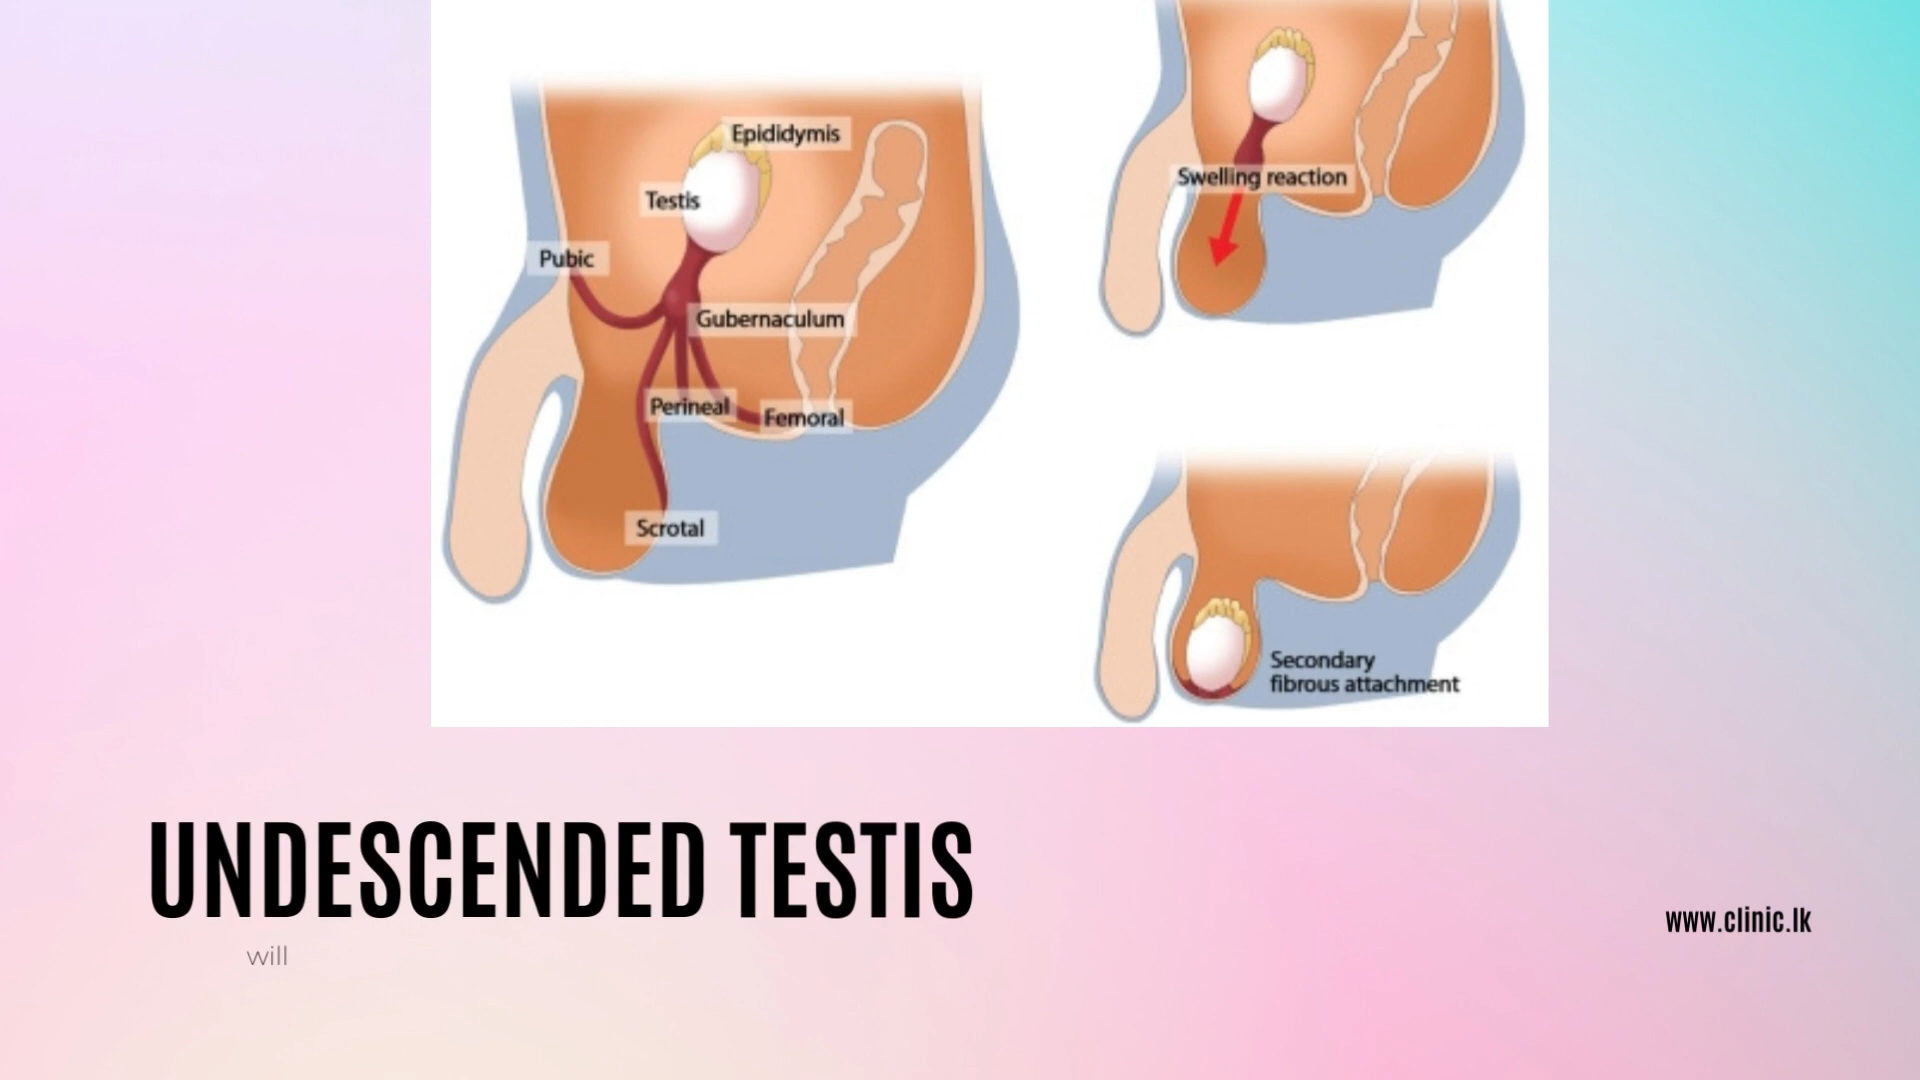 Epididymis
Testis
Pubic
Gubernaculum
Perineal
Femoral
Scrotal
Swelling reaction
Secondary
fibrous attachment
UNDESCENDED TESTIS
will
www.clinic.lk